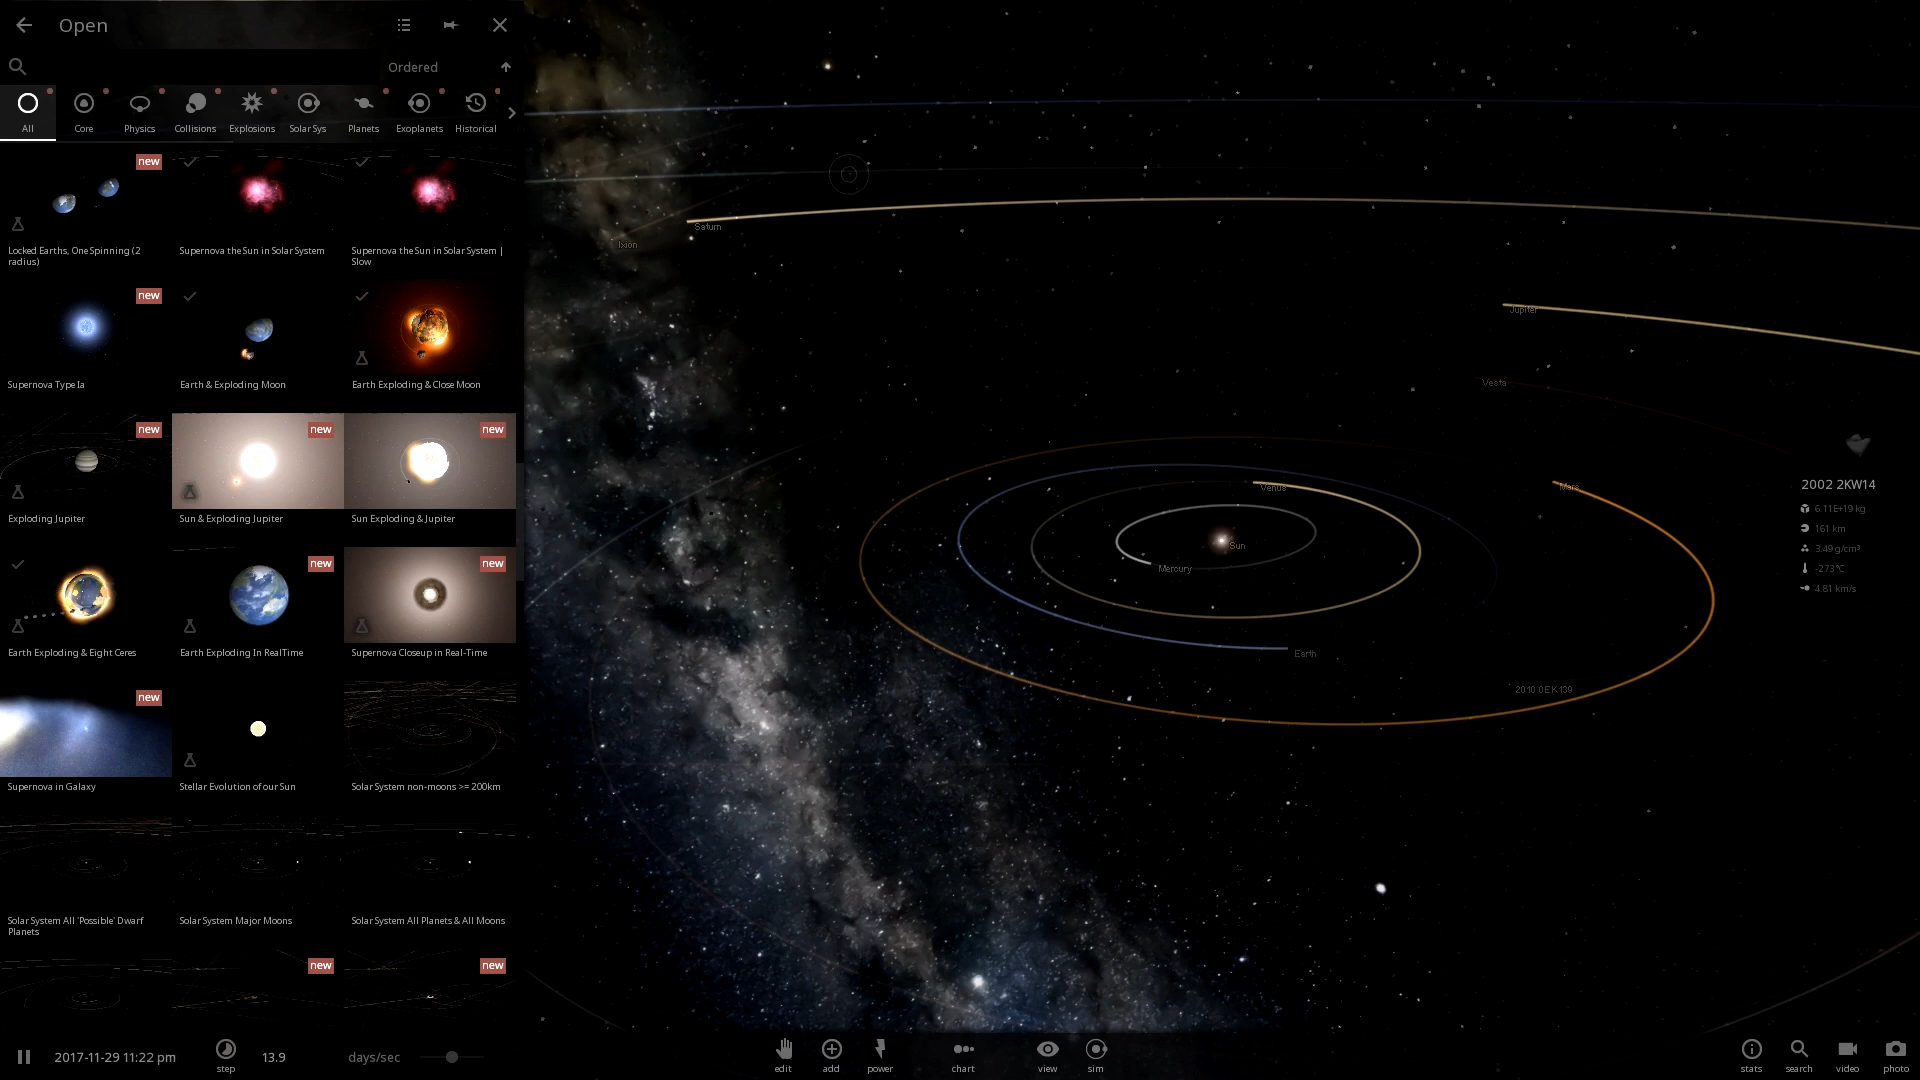 Open
Ordered
All
Core
Physics
Collisions
Explosions
Solar Sys
Planets
Exoplanets
Historical
new
Locked Earths, One Spinning (2 radius)
Supernova the Sun in Solar System
Supernova the Sun in Solar System | Slow
new
Supernova Type Ia
Earth & Exploding Moon
Earth Exploding & Close Moon
new
Exploding Jupiter
new
Sun & Exploding Jupiter
new
Sun Exploding & Jupiter
Earth Exploding & Eight Ceres
new
Earth Exploding In RealTime
new
Supernova Closeup in Real-Time
new
Supernova in Galaxy
Stellar Evolution of our Sun
Solar System non-moons >= 200km
Solar System All 'Possible' Dwarf Planets
Solar System Major Moons
Solar System All Planets & All Moons
new
new
Saturn
Ixion
Jupiter
Vesta
Venus
Mars
Sun
Mercury
Earth
2010 OEK139
2002 2KW14
6.11E+19 kg
161 km
3.49 g/cm³
-273°C
4.81 km/s
2017-11-29 11:22 pm
step
13.9
days/sec
edit
add
power
chart
view
sim
stats
search
video
photo